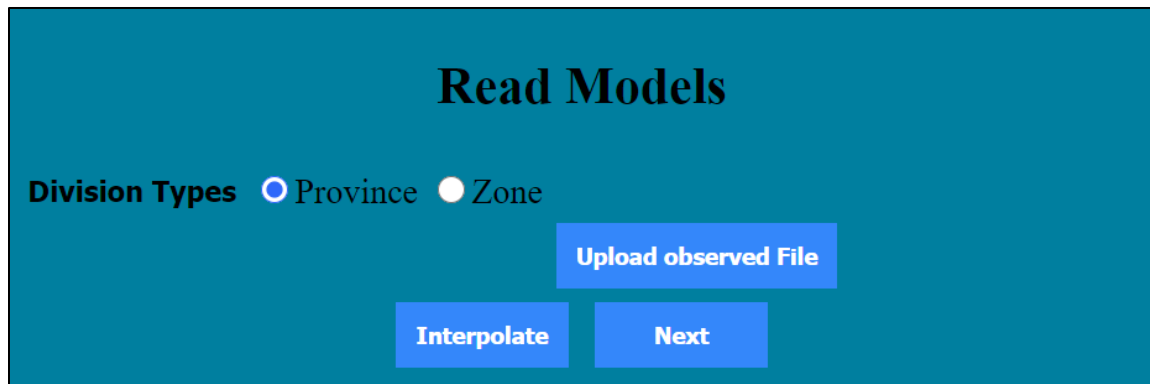 Read Models
Division Types Province Zone
Upload observed File
Interpolate Next